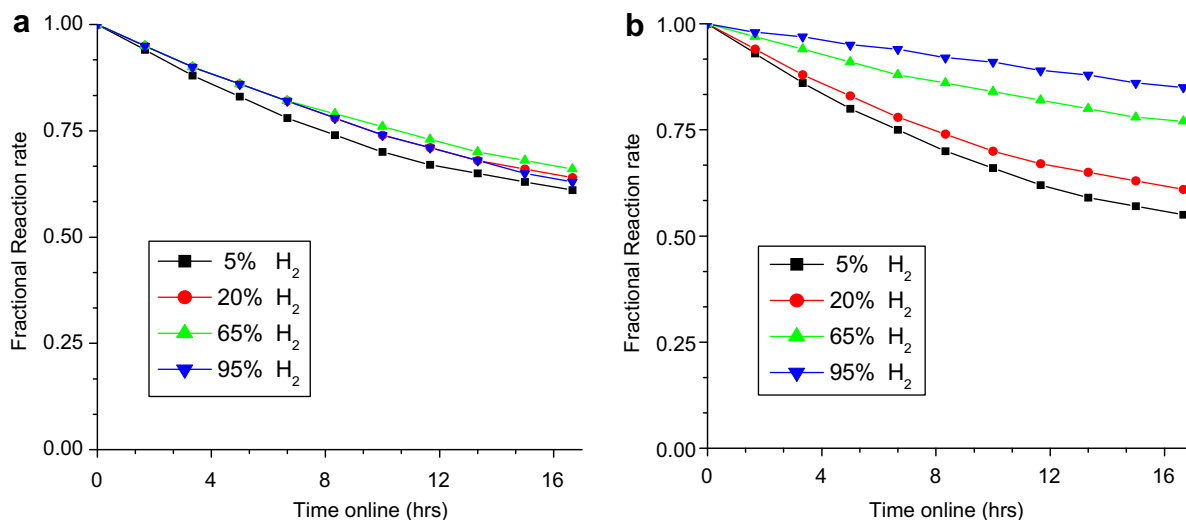 a
1.00
0.75
0.50
0.25
0.00
Fractional Reaction rate
5% H₂
20% H₂
65% H₂
95% H₂
0 4 8 12 16
Time online (hrs)
b
1.00
0.75
0.50
0.25
0.00
Fractional Reaction rate
5% H₂
20% H₂
65% H₂
95% H₂
0 4 8 12 16
Time online (hrs)